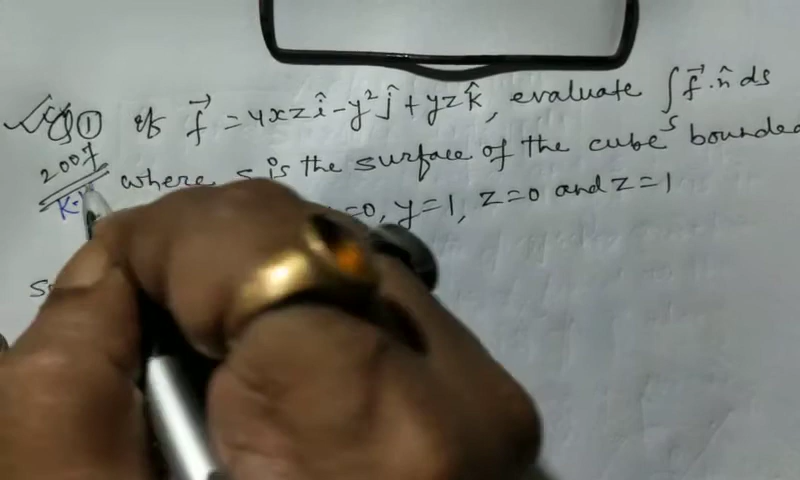 Q ① If f⃗ = 4xz î − y² ĵ + yz k̂, evaluate ∫ f⃗ · n̂ ds
2007 where s is the surface of the cube bounded
K. =0, y=1, z=0 and z=1
S